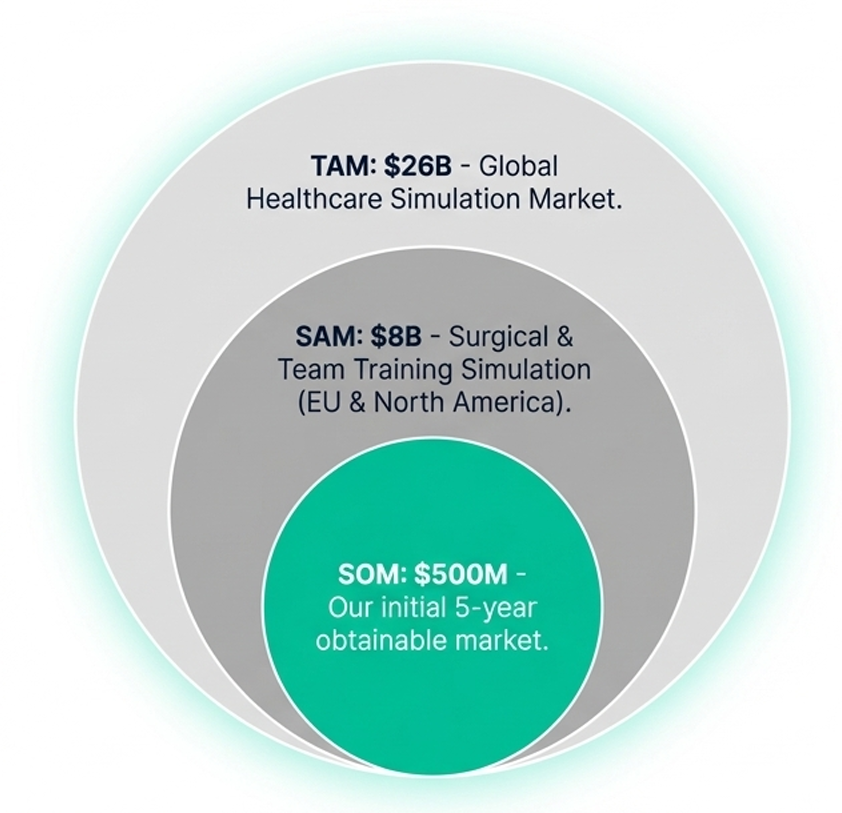 TAM: $26B - Global
Healthcare Simulation Market.
SAM: $8B - Surgical &
Team Training Simulation
(EU & North America).
SOM: $500M -
Our initial 5-year
obtainable market.